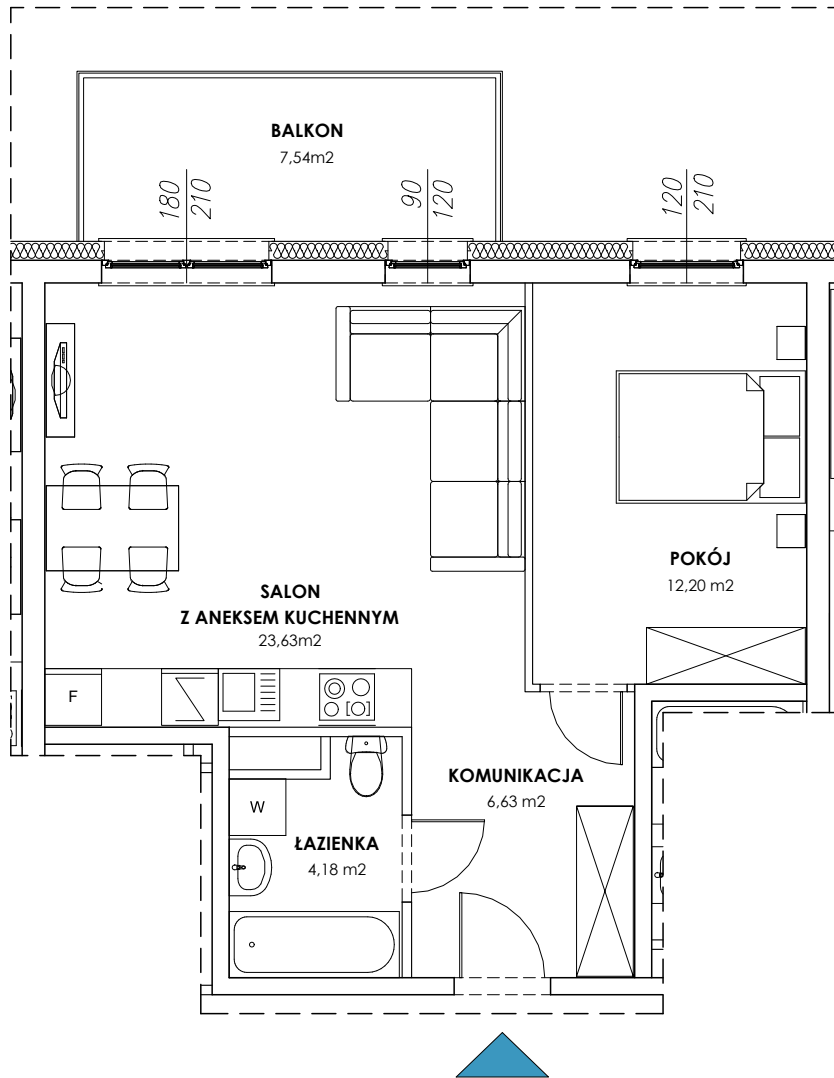 BALKON
7,54m2
180
210
90
120
120
210
POKÓJ
12,20 m2
SALON
Z ANEKSEM KUCHENNYM
23,63m2
F
KOMUNIKACJA
6,63 m2
W
ŁAZIENKA
4,18 m2